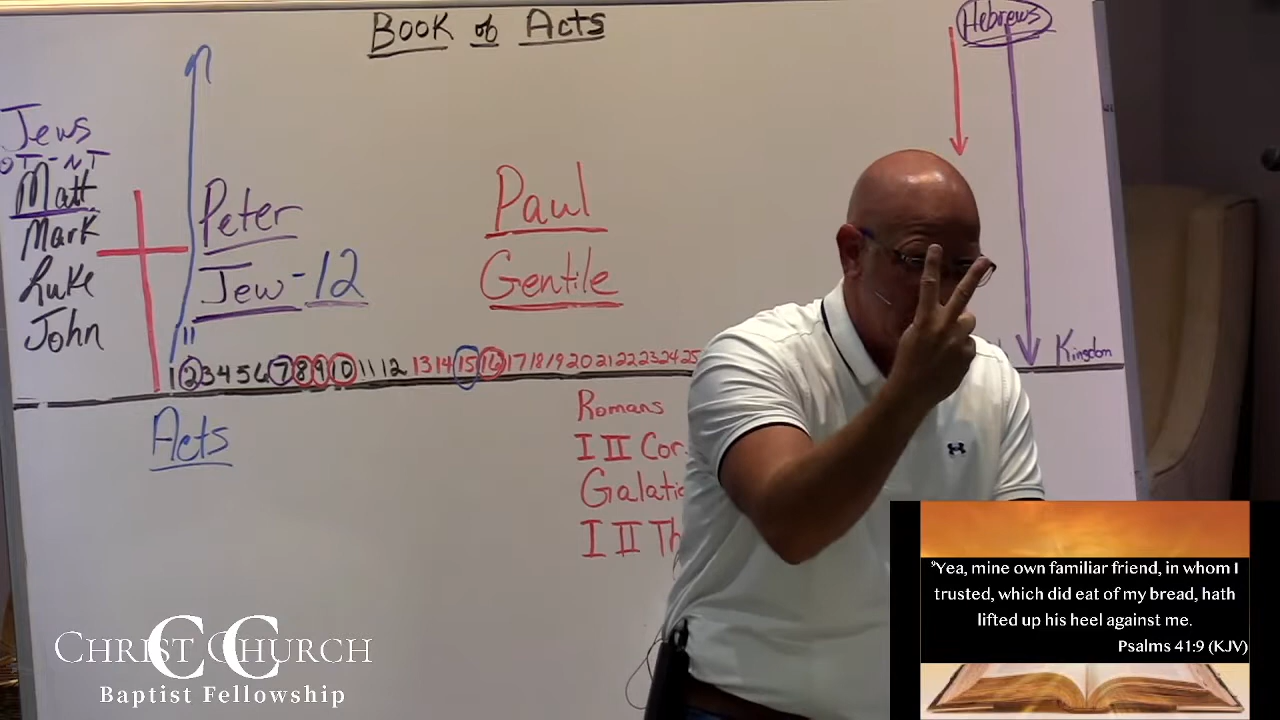 Book of Acts
Hebrews
Jews
OT-NT
Matt
Mark
Luke
John
Peter
Jew-12
Paul
Gentile
Kingdom
1 2 3 4 5 6 7 8 9 10 11 12 13 14 15 16 17 18 19 20 21 22 23 24 25
Acts
Romans
I II Cor.
Galatia
I II Th
CC
CHRIST CHURCH
Baptist Fellowship
⁹Yea, mine own familiar friend, in whom I
trusted, which did eat of my bread, hath
lifted up his heel against me.
Psalms 41:9 (KJV)